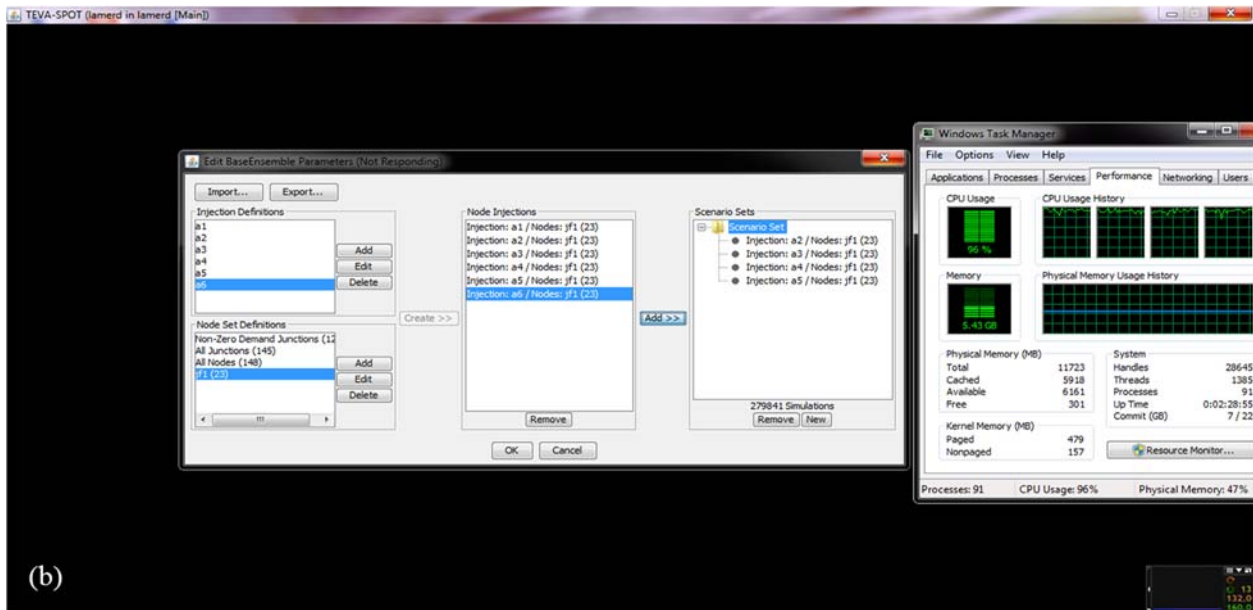 TEVA-SPOT (lamerd in lamerd [Main])
Edit BaseEnsemble Parameters (Not Responding)
Import... Export...
Injection Definitions
a1
a2
a3
a4
a5
a6
Add
Edit
Delete
Node Set Definitions
Non-Zero Demand Junctions (12
All Junctions (145)
All Nodes (148)
jf1 (23)
Add
Edit
Delete
Create >>
Node Injections
Injection: a1 / Nodes: jf1 (23)
Injection: a2 / Nodes: jf1 (23)
Injection: a3 / Nodes: jf1 (23)
Injection: a4 / Nodes: jf1 (23)
Injection: a5 / Nodes: jf1 (23)
Injection: a6 / Nodes: jf1 (23)
Remove
Add >>
Scenario Sets
Scenario Set
Injection: a2 / Nodes: jf1 (23)
Injection: a3 / Nodes: jf1 (23)
Injection: a4 / Nodes: jf1 (23)
Injection: a5 / Nodes: jf1 (23)
279841 Simulations
Remove New
OK Cancel
Windows Task Manager
File Options View Help
Applications Processes Services Performance Networking Users
CPU Usage CPU Usage History
96 %
Memory Physical Memory Usage History
5.43 GB
Physical Memory (MB)
Total 11723
Cached 5918
Available 6161
Free 301
Kernel Memory (MB)
Paged 479
Nonpaged 157
System
Handles 28645
Threads 1385
Processes 91
Up Time 0:02:28:55
Commit (GB) 7 / 22
Resource Monitor...
Processes: 91 CPU Usage: 96% Physical Memory: 47%
(b)
13
132.0